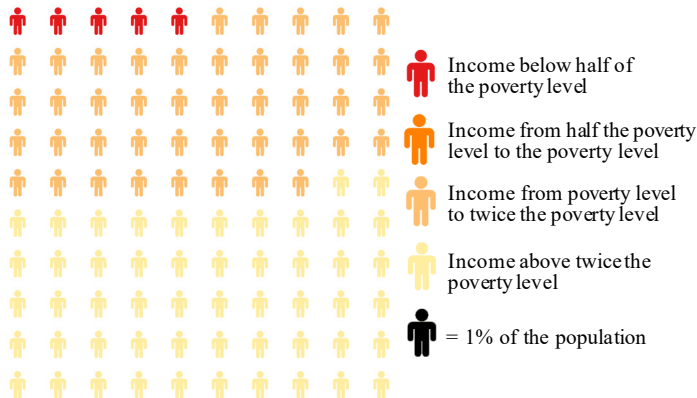 Income below half of
the poverty level
Income from half the poverty
level to the poverty level
Income from poverty level
to twice the poverty level
Income above twice the
poverty level
= 1% of the population